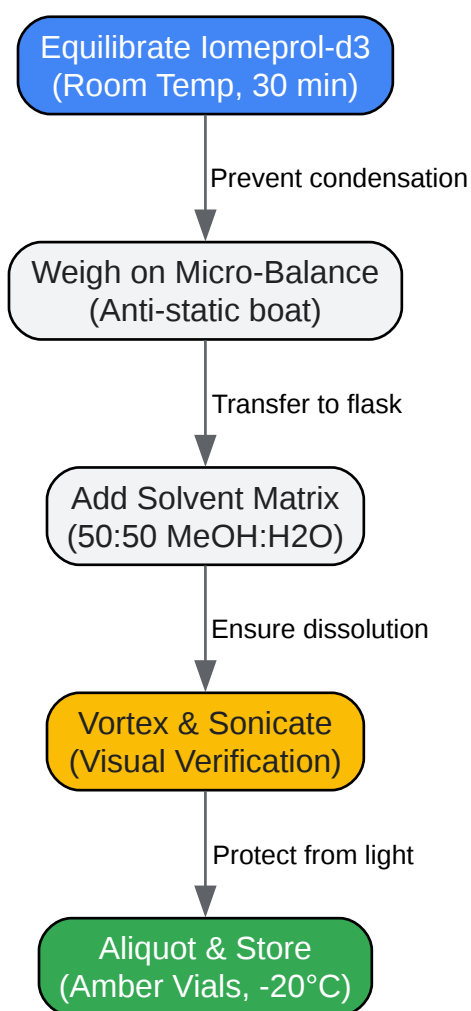 Equilibrate Iomeprol-d3
(Room Temp, 30 min)
Prevent condensation
Weigh on Micro-Balance
(Anti-static boat)
Transfer to flask
Add Solvent Matrix
(50:50 MeOH:H2O)
Ensure dissolution
Vortex & Sonicate
(Visual Verification)
Protect from light
Aliquot & Store
(Amber Vials, -20°C)